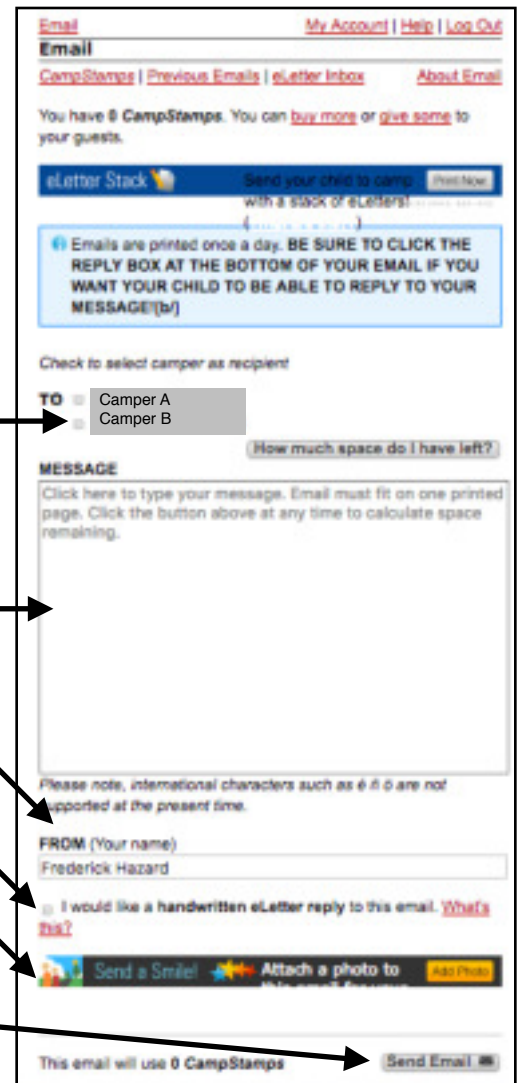 Email My Account | Help | Log Out
Email
CampStamps | Previous Emails | eLetter Inbox About Email
You have 0 CampStamps. You can buy more or give some to
your guests.
eLetter Stack Send your child to camp Print Now
with a stack of eLetters!
Emails are printed once a day. BE SURE TO CLICK THE
REPLY BOX AT THE BOTTOM OF YOUR EMAIL IF YOU
WANT YOUR CHILD TO BE ABLE TO REPLY TO YOUR
MESSAGE![b/]
Check to select camper as recipient
TO Camper A
Camper B
How much space do I have left?
MESSAGE
Click here to type your message. Email must fit on one printed
page. Click the button above at any time to calculate space
remaining.
Please note, international characters such as é ñ ö are not
supported at the present time.
FROM (Your name)
Frederick Hazard
I would like a handwritten eLetter reply to this email. What's
this?
Send a Smile! Attach a photo to Add Photo
this email for your
This email will use 0 CampStamps Send Email